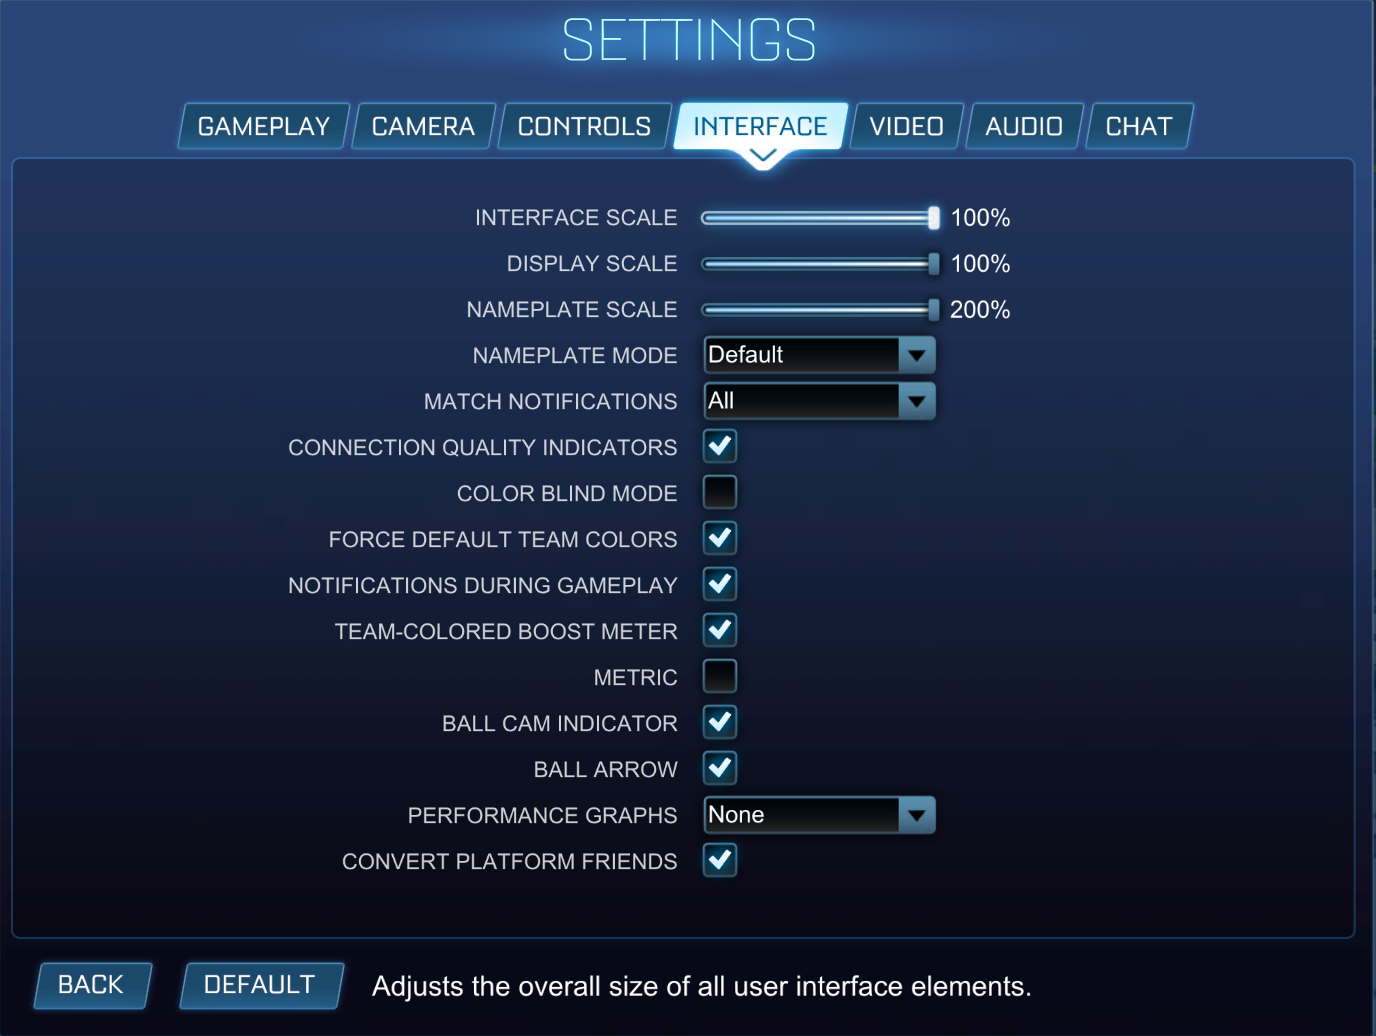 SETTINGS
GAMEPLAY CAMERA CONTROLS INTERFACE VIDEO AUDIO CHAT
INTERFACE SCALE 100%
DISPLAY SCALE 100%
NAMEPLATE SCALE 200%
NAMEPLATE MODE Default
MATCH NOTIFICATIONS All
CONNECTION QUALITY INDICATORS
COLOR BLIND MODE
FORCE DEFAULT TEAM COLORS
NOTIFICATIONS DURING GAMEPLAY
TEAM-COLORED BOOST METER
METRIC
BALL CAM INDICATOR
BALL ARROW
PERFORMANCE GRAPHS None
CONVERT PLATFORM FRIENDS
BACK DEFAULT Adjusts the overall size of all user interface elements.